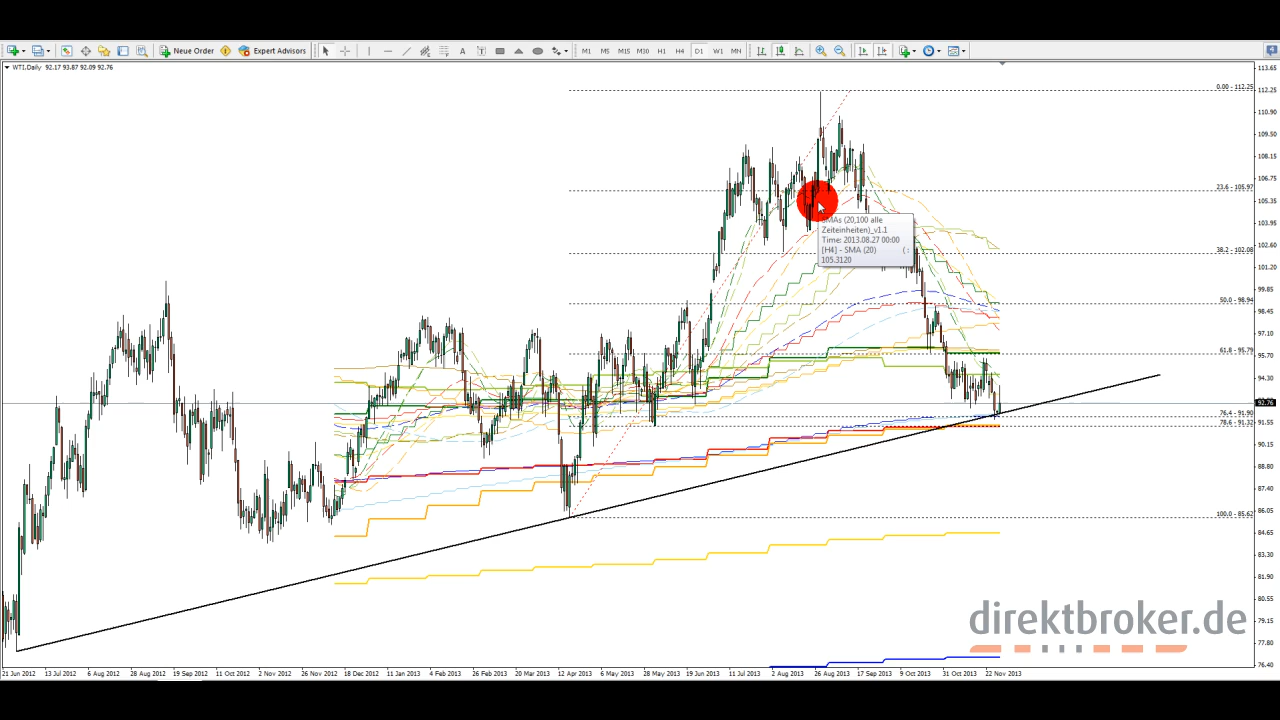 Neue Order
Expert Advisors
A
T
M1 M5 M15 M30 H1 H4 D1 W1 MN
WTI,Daily 92.17 93.87 92.09 92.76
113.65
0.00 - 112.25
112.25
110.90
109.50
108.15
106.75
23.6 - 105.97
105.35
103.95
102.60
38.2 - 102.08
101.20
99.85
50.0 - 98.94
98.45
97.10
61.8 - 95.79
95.70
94.30
92.76
76.4 - 91.90
78.6 - 91.32
91.55
90.15
88.80
87.40
86.05
100.0 - 85.62
84.65
83.30
81.90
80.55
79.15
77.80
76.40
SMAs (20,100 alle
Zeiteinheiten)_v1.1
Time: 2013.08.27 00:00
[H4] - SMA (20) ( :
105.3120
direktbroker.de
21 Jun 2012 13 Jul 2012 6 Aug 2012 28 Aug 2012 19 Sep 2012 11 Oct 2012 2 Nov 2012 26 Nov 2012 18 Dec 2012 11 Jan 2013 4 Feb 2013 26 Feb 2013 20 Mar 2013 12 Apr 2013 6 May 2013 28 May 2013 19 Jun 2013 11 Jul 2013 2 Aug 2013 26 Aug 2013 17 Sep 2013 9 Oct 2013 31 Oct 2013 22 Nov 2013